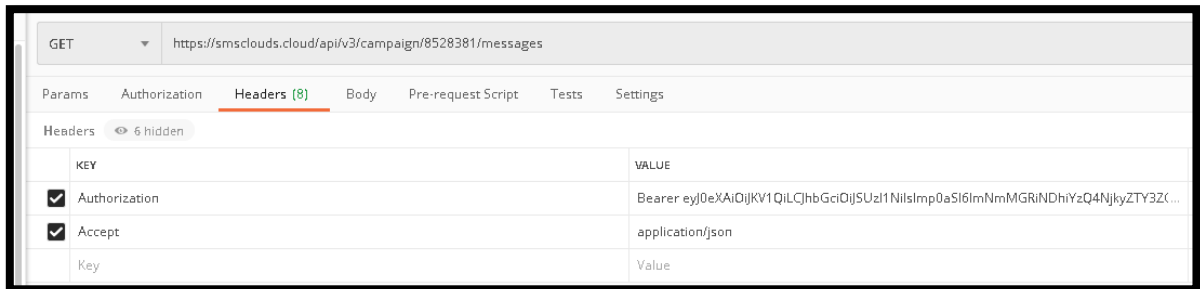 GET https://smsclouds.cloud/api/v3/campaign/8528381/messages
Params Authorization Headers (8) Body Pre-request Script Tests Settings
Headers 6 hidden
KEY VALUE
Authorization Bearer eyJ0eXAiOiJKV1QiLCJhbGciOiJSUzI1NiIsImp0aSI6ImNmMGRiNDhiYzQ4NjkyZTY3Z(...
Accept application/json
Key Value